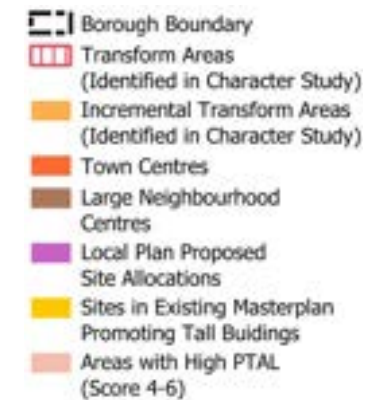 Borough Boundary
Transform Areas
(Identified in Character Study)
Incremental Transform Areas
(Identified in Character Study)
Town Centres
Large Neighbourhood
Centres
Local Plan Proposed
Site Allocations
Sites in Existing Masterplan
Promoting Tall Buidings
Areas with High PTAL
(Score 4-6)